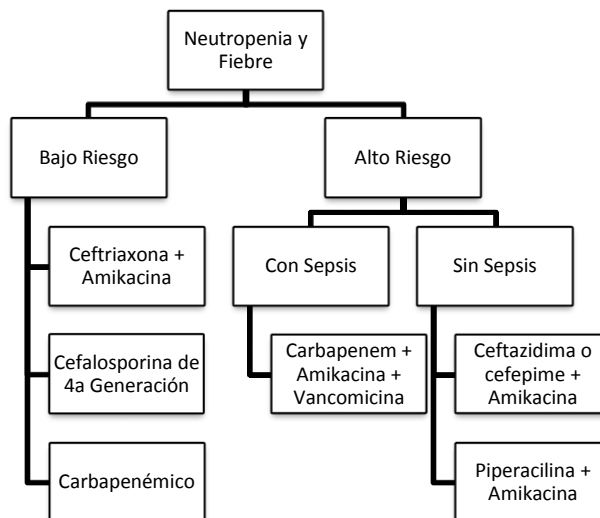 Neutropenia y
Fiebre
Bajo Riesgo
Alto Riesgo
Ceftriaxona +
Amikacina
Cefalosporina de
4a Generación
Carbapenémico
Con Sepsis
Sin Sepsis
Carbapenem +
Amikacina +
Vancomicina
Ceftazidima o
cefepime +
Amikacina
Piperacilina +
Amikacina